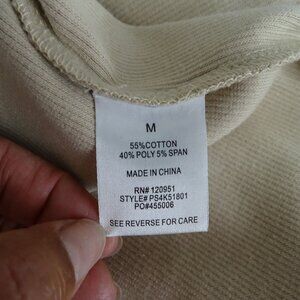 M
55%COTTON
40% POLY 5% SPAN
MADE IN CHINA
RN# 120951
STYLE# PS4K51801
PO#455006
SEE REVERSE FOR CARE